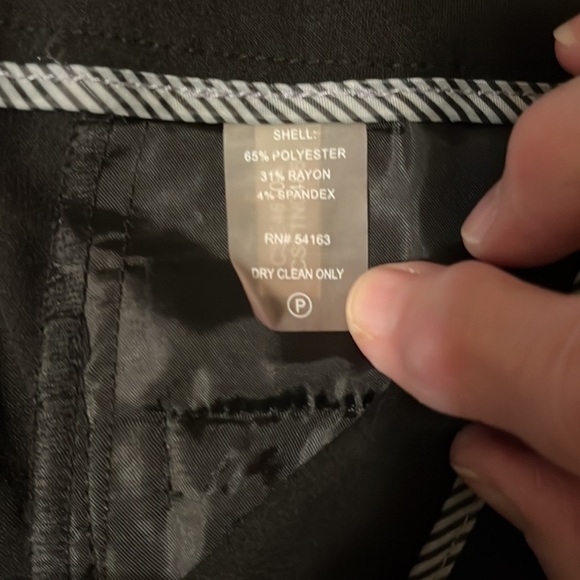 SHELL:
65% POLYESTER
31% RAYON
4% SPANDEX
RN# 54163
DRY CLEAN ONLY
P